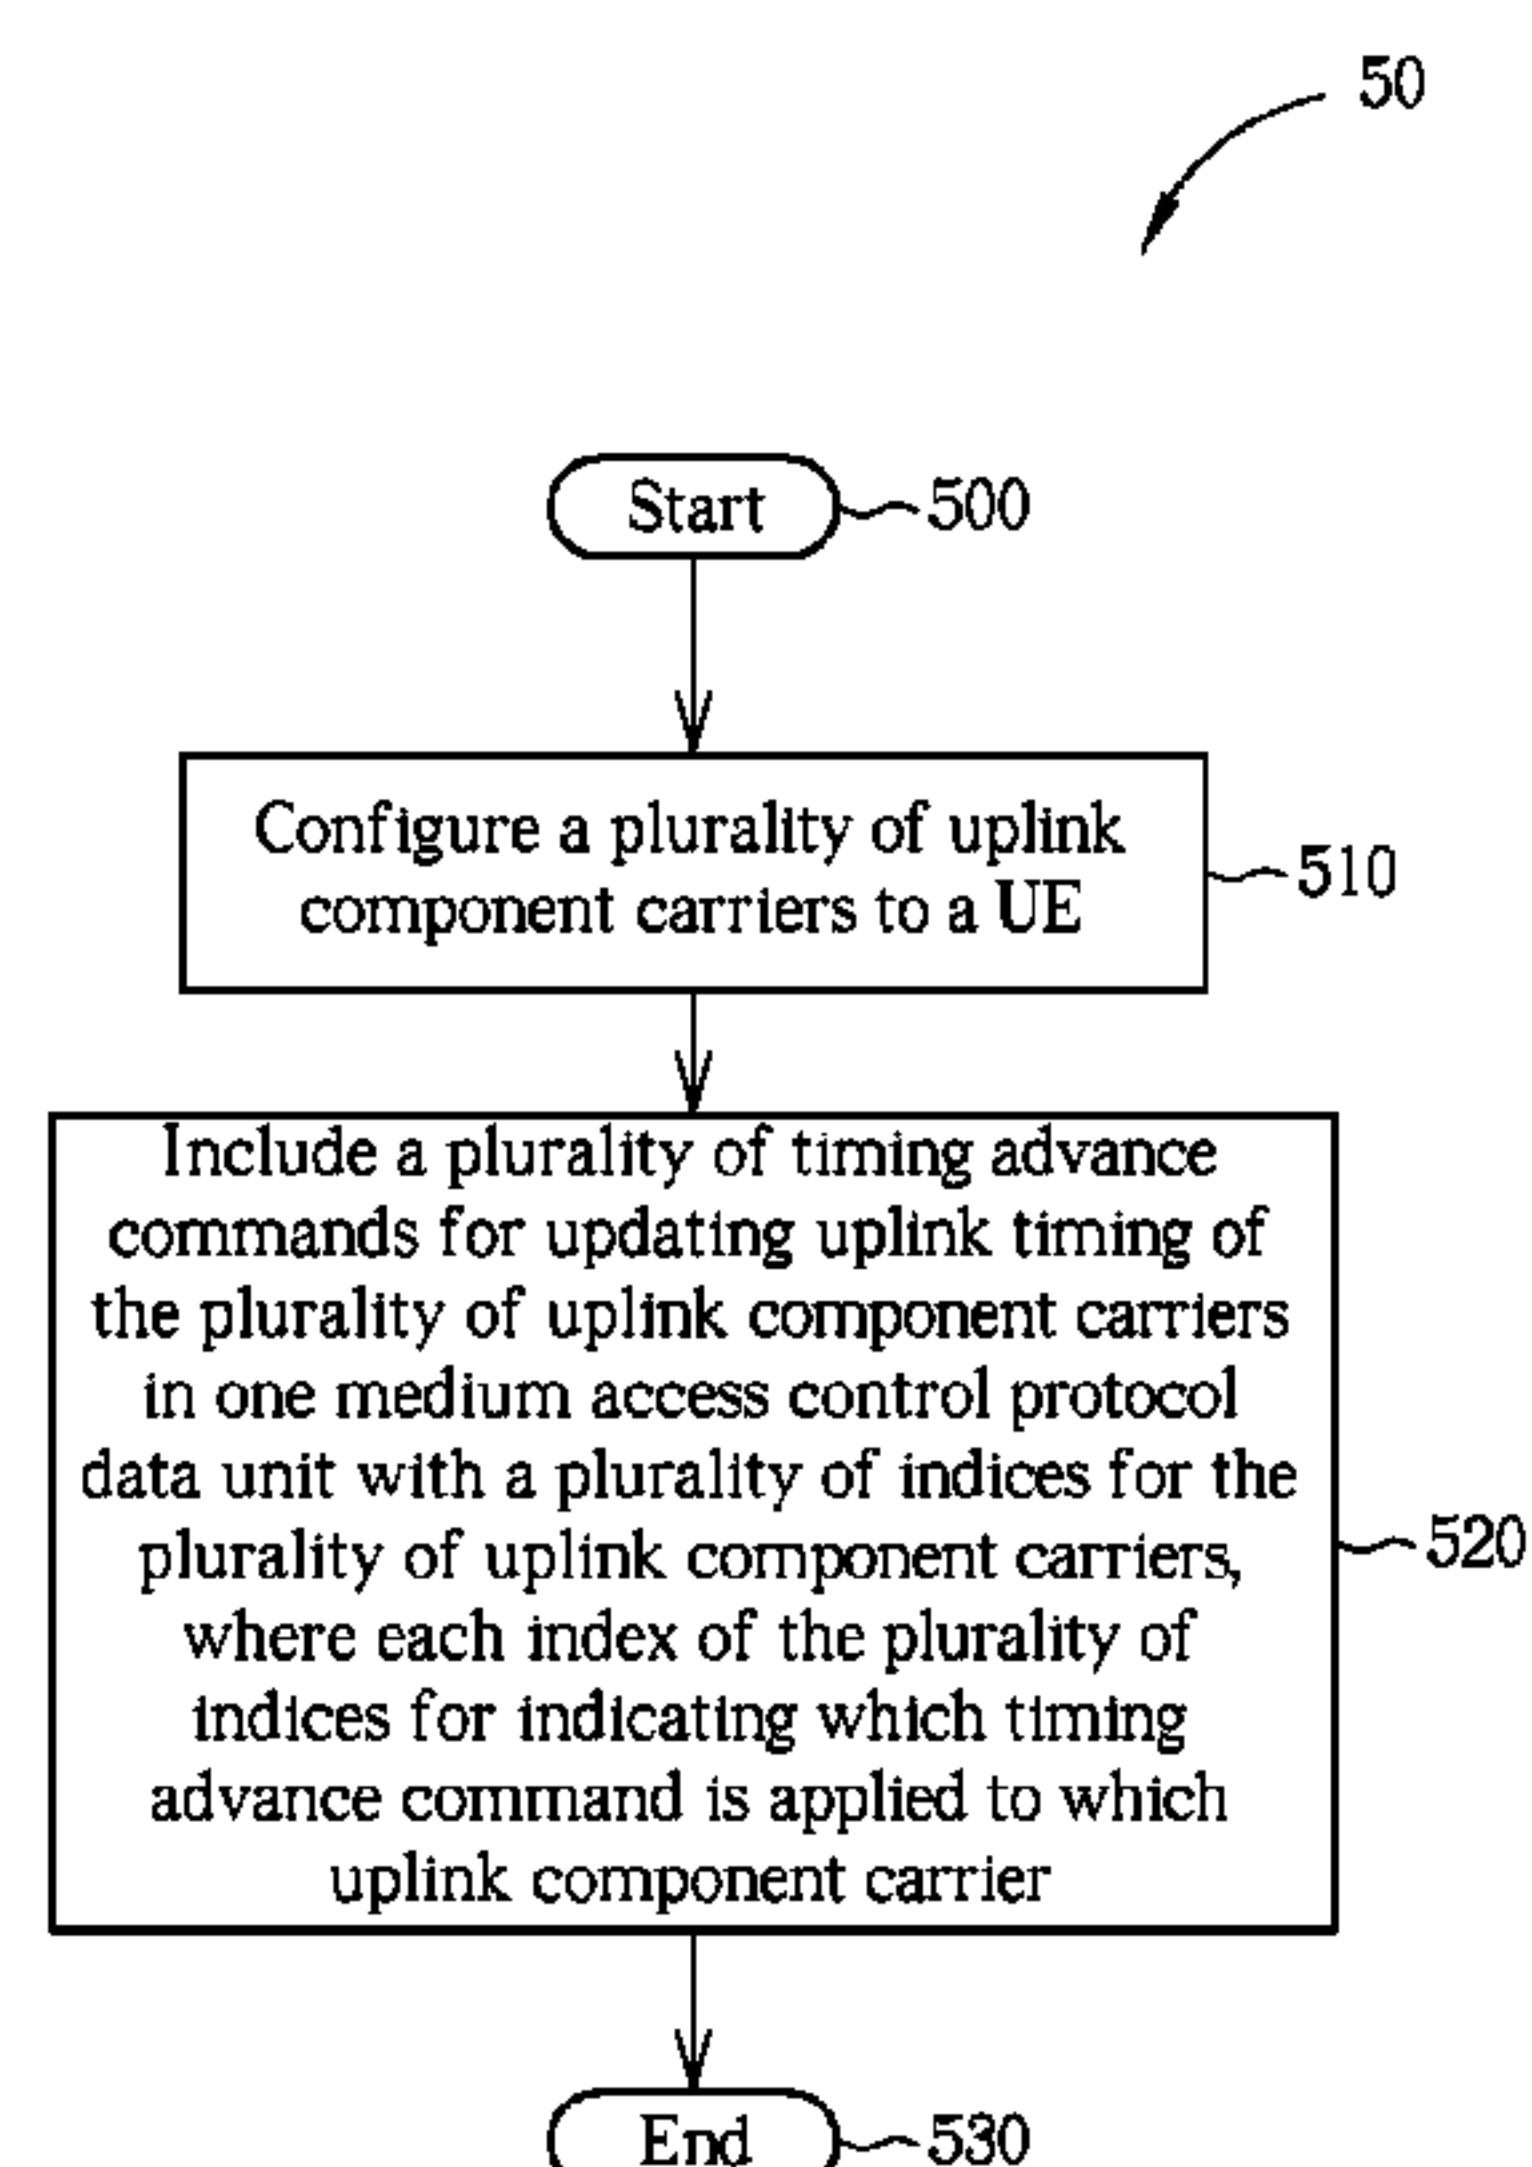 50
Start
500
Configure a plurality of uplink
component carriers to a UE
510
Include a plurality of timing advance
commands for updating uplink timing of
the plurality of uplink component carriers
in one medium access control protocol
data unit with a plurality of indices for the
plurality of uplink component carriers,
where each index of the plurality of
indices for indicating which timing
advance command is applied to which
uplink component carrier
520
End
530